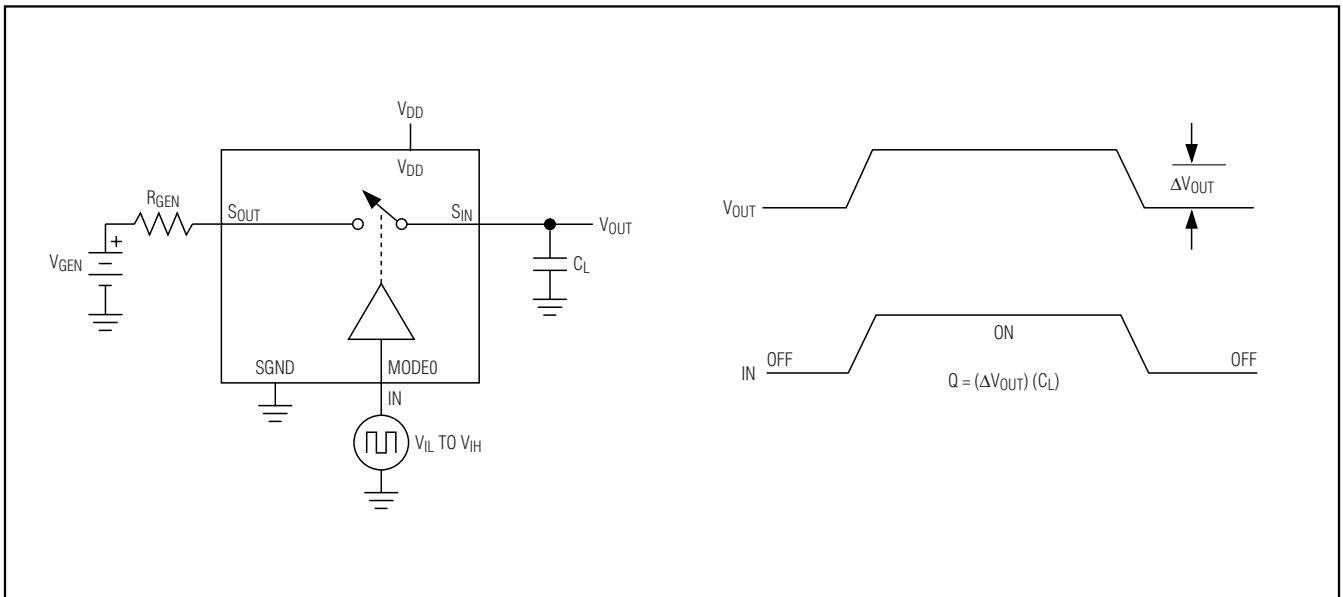 V_DD
V_DD
R_GEN
S_OUT
S_IN
V_OUT
V_GEN
+
C_L
SGND
MODE0
IN
V_IL TO V_IH
V_OUT
ΔV_OUT
IN
OFF
ON
OFF
Q = (ΔV_OUT) (C_L)